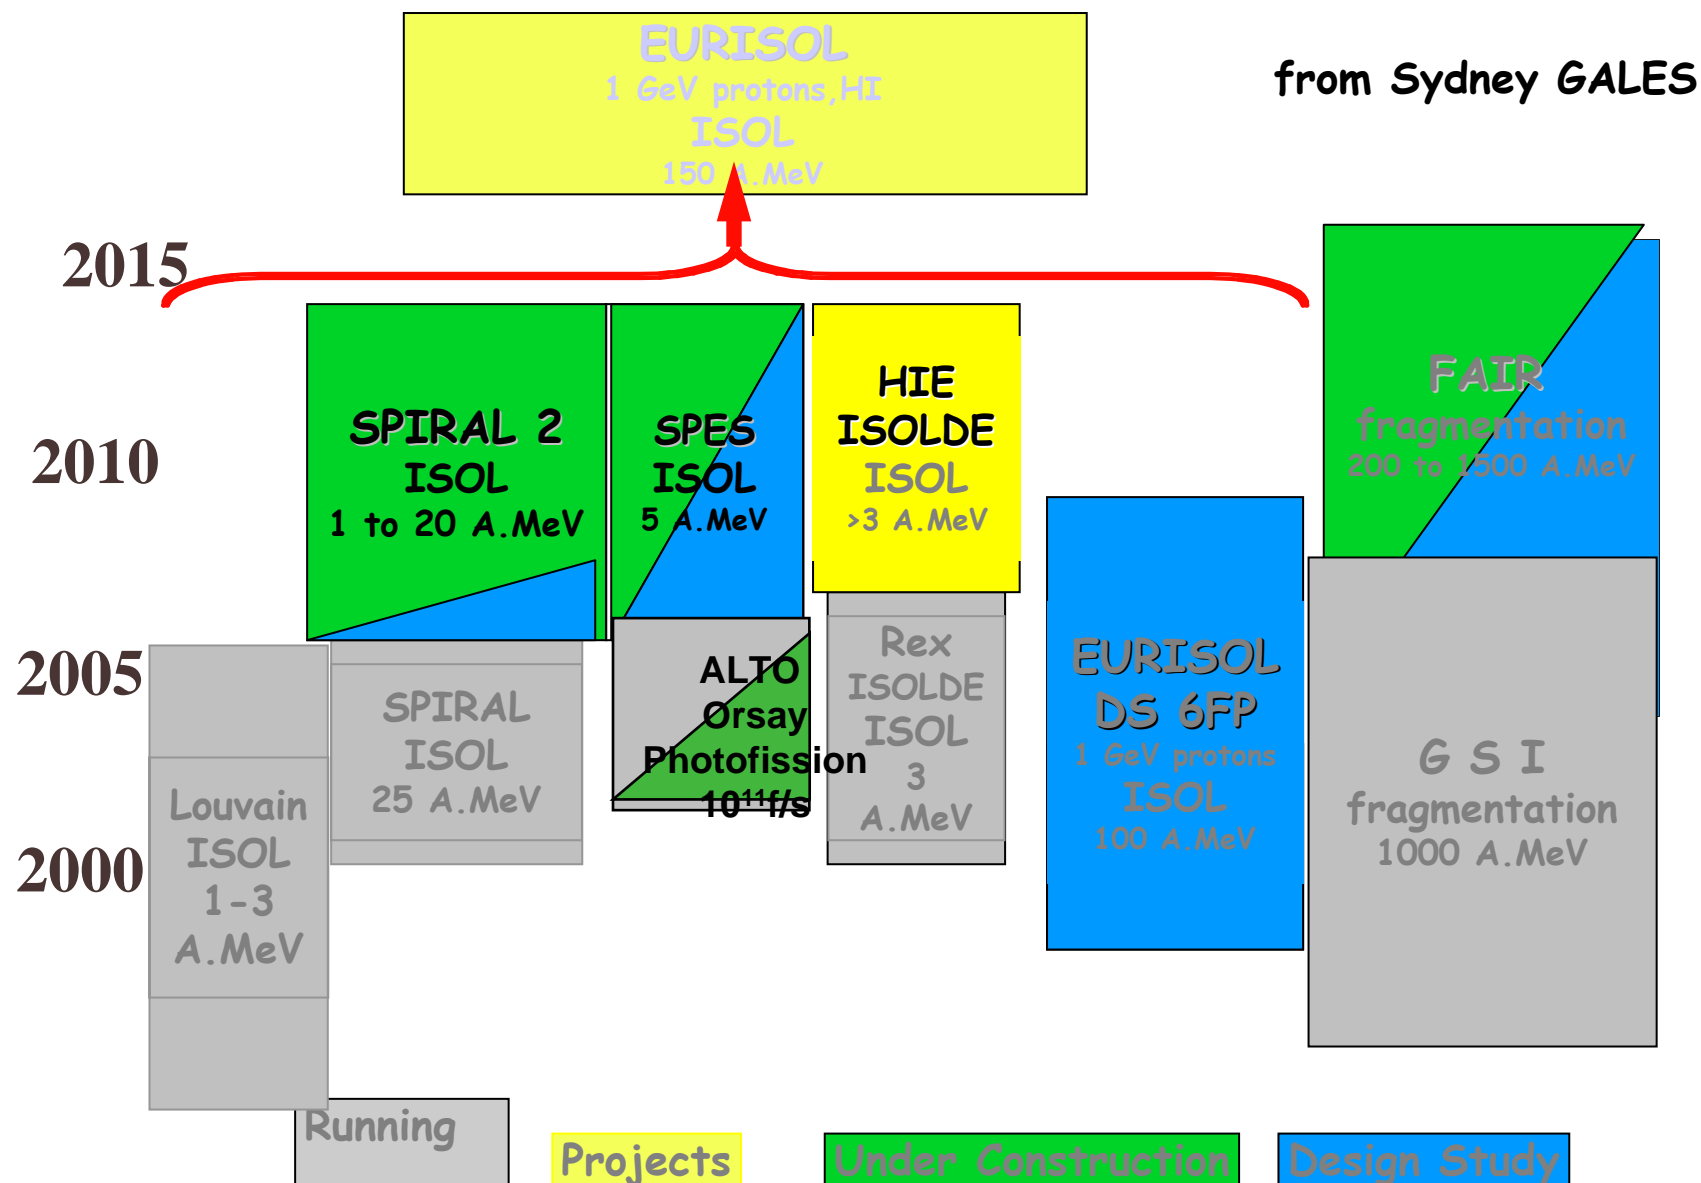 EURISOL
1 GeV protons,HI
ISOL
150 A.MeV
from Sydney GALES
2015
2010
2005
2000
SPIRAL 2
ISOL
1 to 20 A.MeV
SPES
ISOL
5 A.MeV
HIE
ISOLDE
ISOL
>3 A.MeV
FAIR
fragmentation
200 to 1500 A.MeV
Louvain
ISOL
1-3
A.MeV
SPIRAL
ISOL
25 A.MeV
ALTO
Orsay
Photofission
10¹¹f/s
Rex
ISOLDE
ISOL
3
A.MeV
EURISOL
DS 6FP
1 GeV protons
ISOL
100 A.MeV
G S I
fragmentation
1000 A.MeV
Running
Projects
Under Construction
Design Study